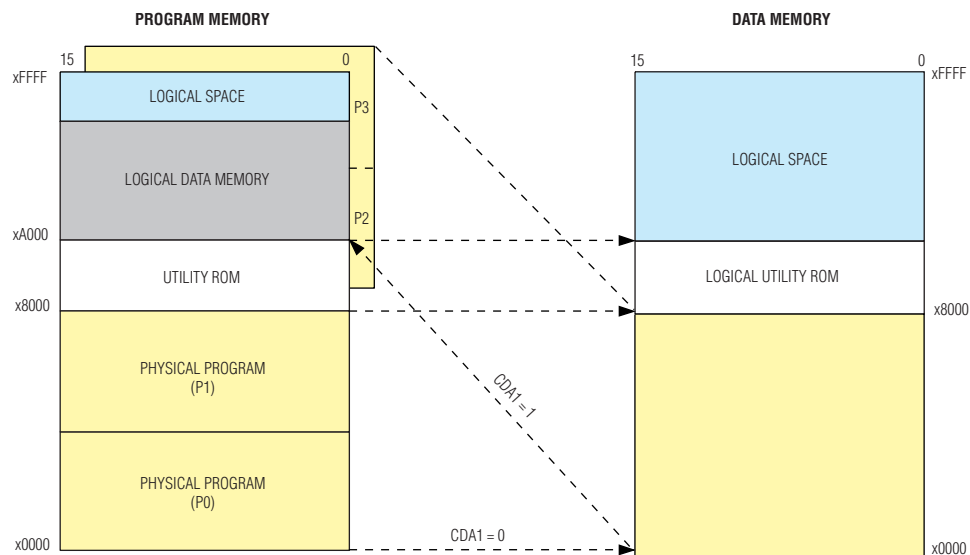 PROGRAM MEMORY
DATA MEMORY
15 0
15 0
xFFFF
xFFFF
LOGICAL SPACE
P3
LOGICAL SPACE
LOGICAL DATA MEMORY
P2
xA000
UTILITY ROM
LOGICAL UTILITY ROM
x8000
x8000
PHYSICAL PROGRAM
(P1)
CDA1 = 1
PHYSICAL PROGRAM
(P0)
CDA1 = 0
x0000
x0000